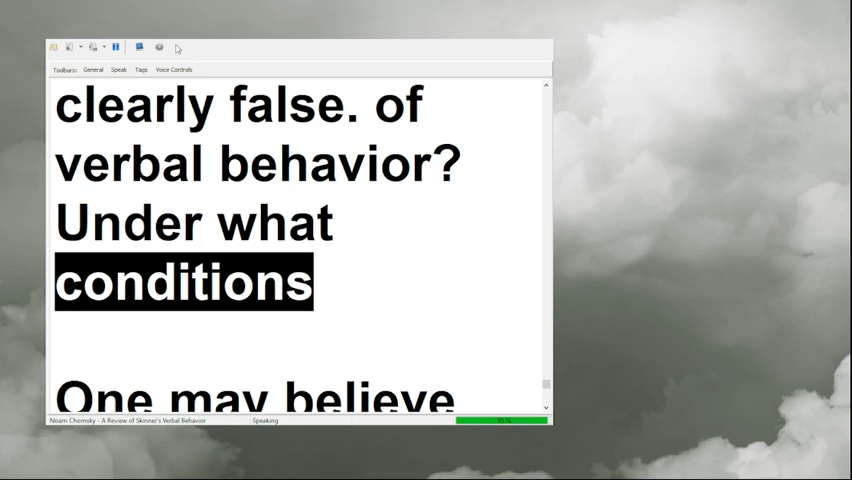 Toolbars: General Speak Tags Voice Controls
clearly false. of
verbal behavior?
Under what
conditions
One may believe
Noam Chomsky - A Review of Skinner's Verbal Behavior Speaking 95 %